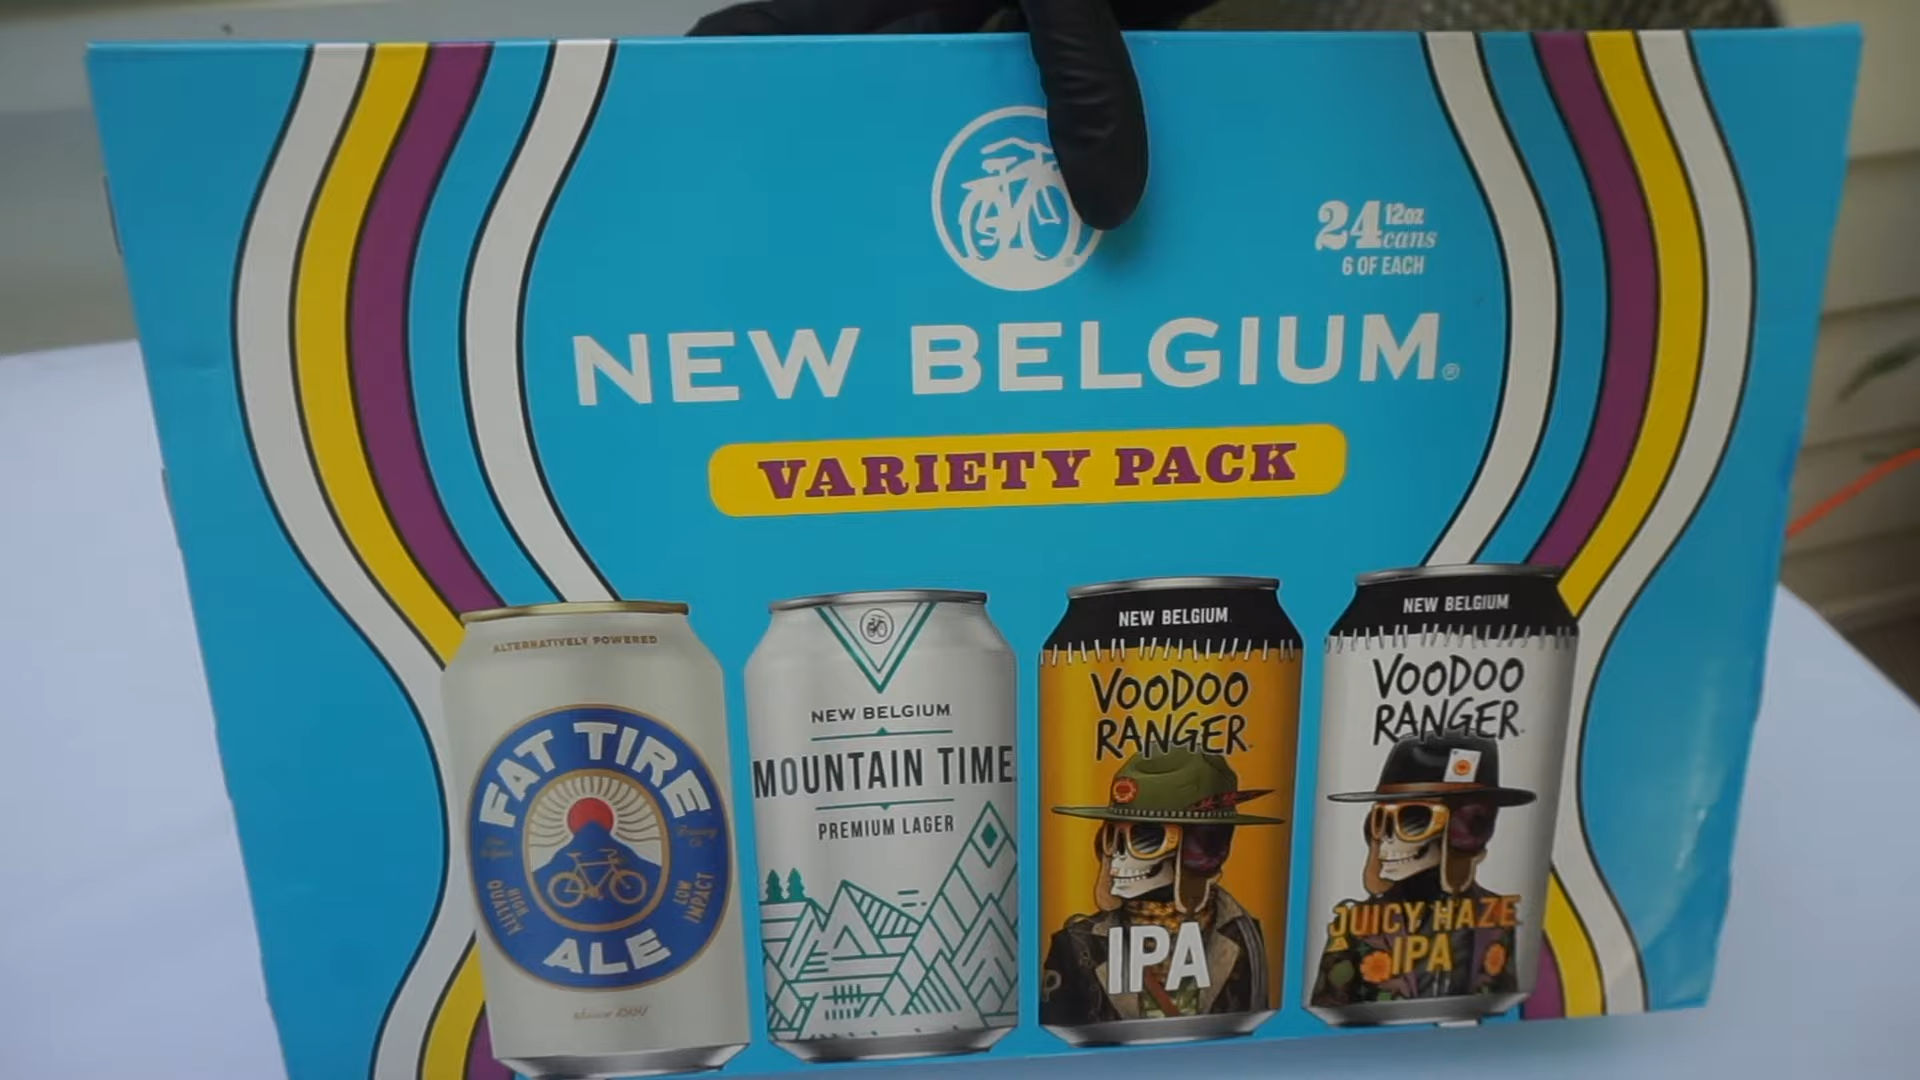 24 12oz
cans
6 OF EACH
NEW BELGIUM®
VARIETY PACK
ALTERNATIVELY POWERED
FAT TIRE
HIGH
QUALITY
LOW
IMPACT
ALE
NEW BELGIUM
MOUNTAIN TIME
PREMIUM LAGER
NEW BELGIUM
VOODOO
RANGER
IPA
NEW BELGIUM
VOODOO
RANGER
JUICY HAZE
IPA